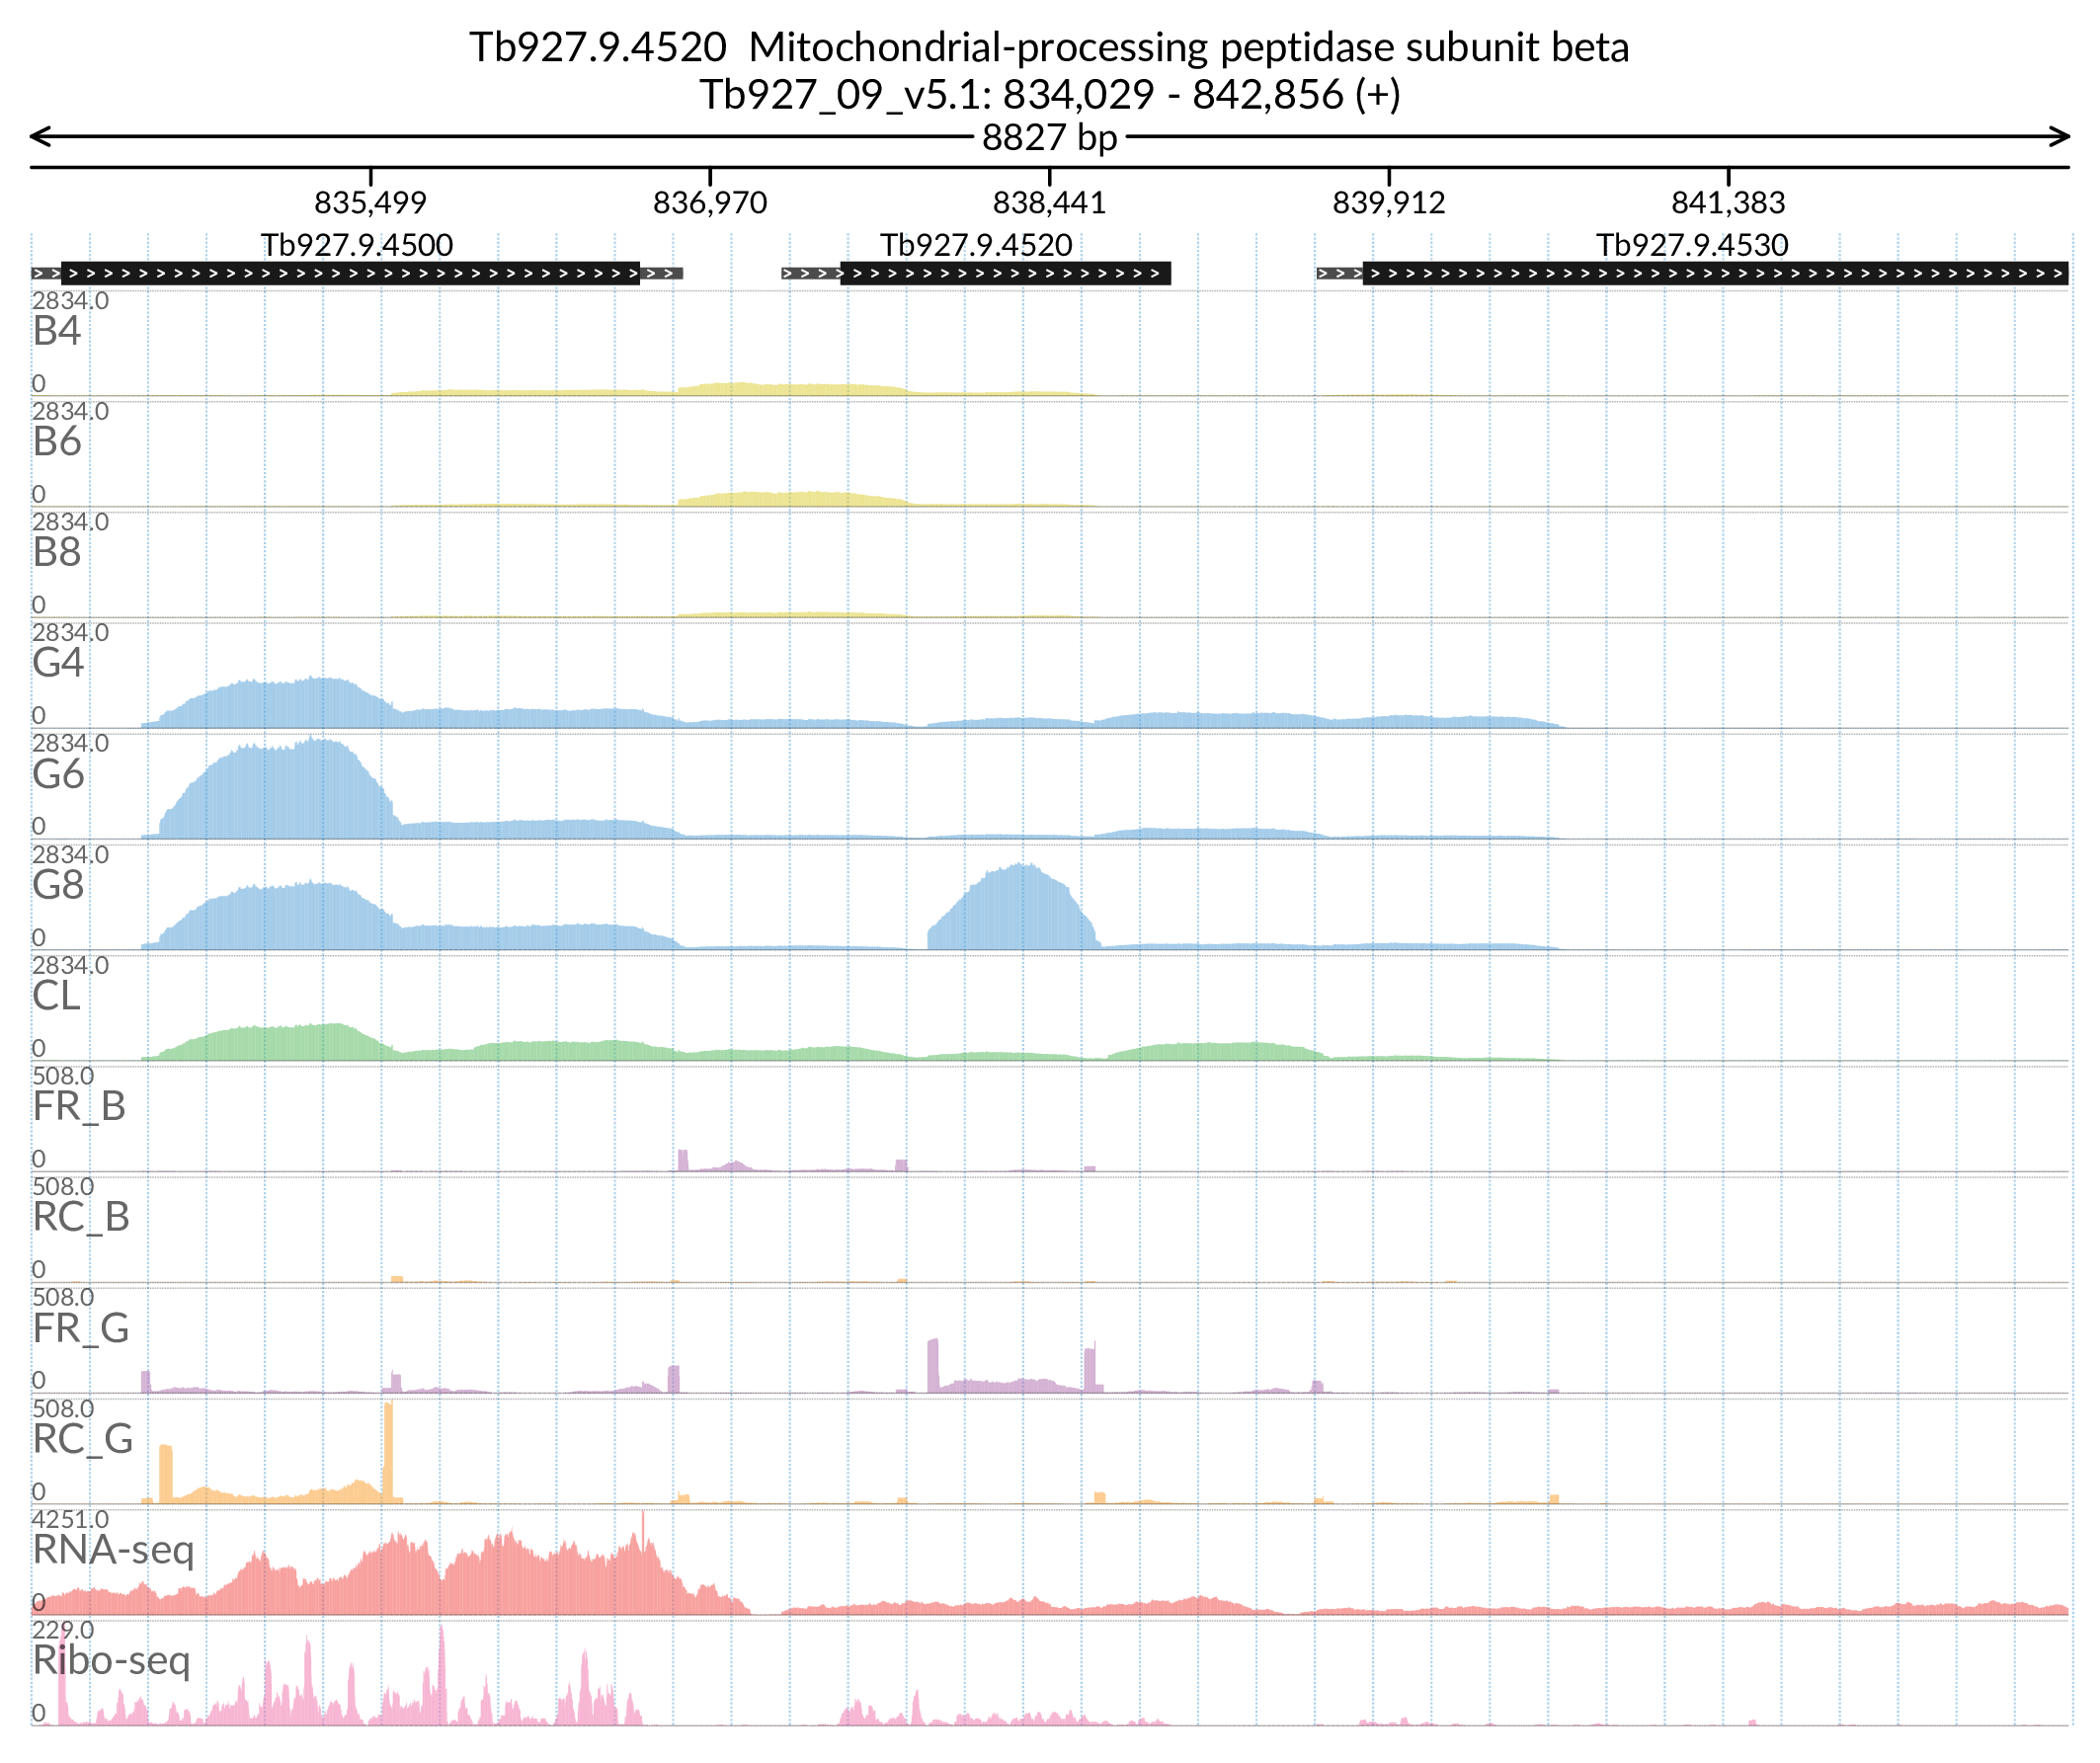 Tb927.9.4520  Mitochondrial-processing peptidase subunit beta
Tb927_09_v5.1: 834,029 - 842,856 (+)
8827 bp
835,499 836,970 838,441 839,912 841,383
Tb927.9.4500 Tb927.9.4520 Tb927.9.4530
2834.0
B4
0
2834.0
B6
0
2834.0
B8
0
2834.0
G4
0
2834.0
G6
0
2834.0
G8
0
2834.0
CL
0
508.0
FR_B
0
508.0
RC_B
0
508.0
FR_G
0
508.0
RC_G
0
4251.0
RNA-seq
0
229.0
Ribo-seq
0